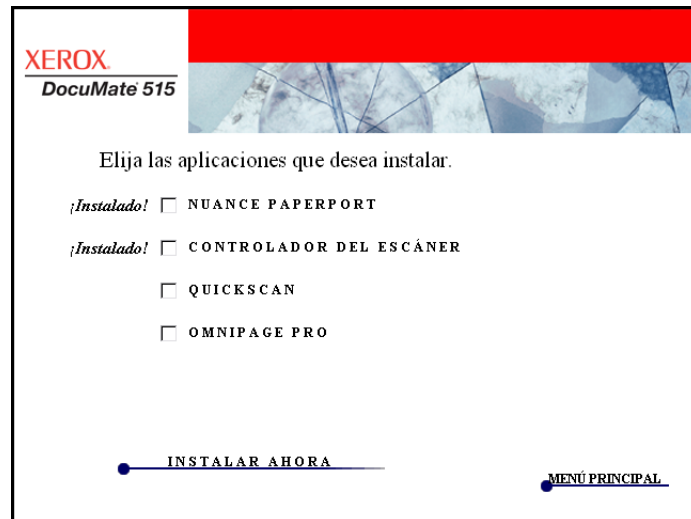 XEROX
DocuMate 515
Elija las aplicaciones que desea instalar.
¡Instalado! NUANCE PAPERPORT
¡Instalado! CONTROLADOR DEL ESCÁNER
QUICKSCAN
OMNIPAGE PRO
INSTALAR AHORA
MENÚ PRINCIPAL